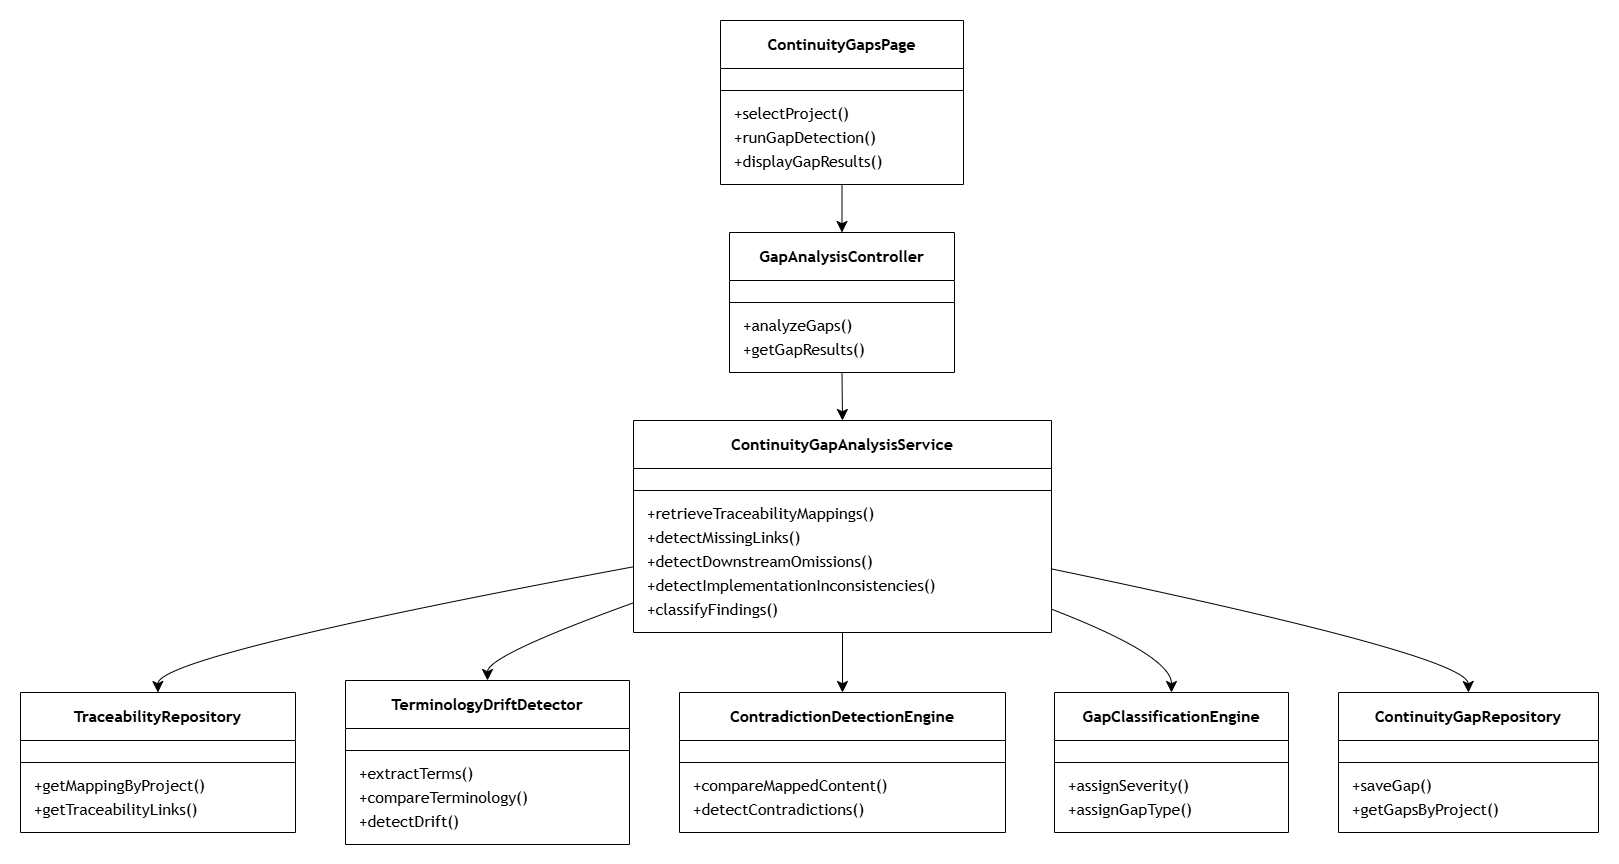 ContinuityGapsPage
+selectProject()
+runGapDetection()
+displayGapResults()
GapAnalysisController
+analyzeGaps()
+getGapResults()
ContinuityGapAnalysisService
+retrieveTraceabilityMappings()
+detectMissingLinks()
+detectDownstreamOmissions()
+detectImplementationInconsistencies()
+classifyFindings()
TraceabilityRepository
+getMappingByProject()
+getTraceabilityLinks()
TerminologyDriftDetector
+extractTerms()
+compareTerminology()
+detectDrift()
ContradictionDetectionEngine
+compareMappedContent()
+detectContradictions()
GapClassificationEngine
+assignSeverity()
+assignGapType()
ContinuityGapRepository
+saveGap()
+getGapsByProject()